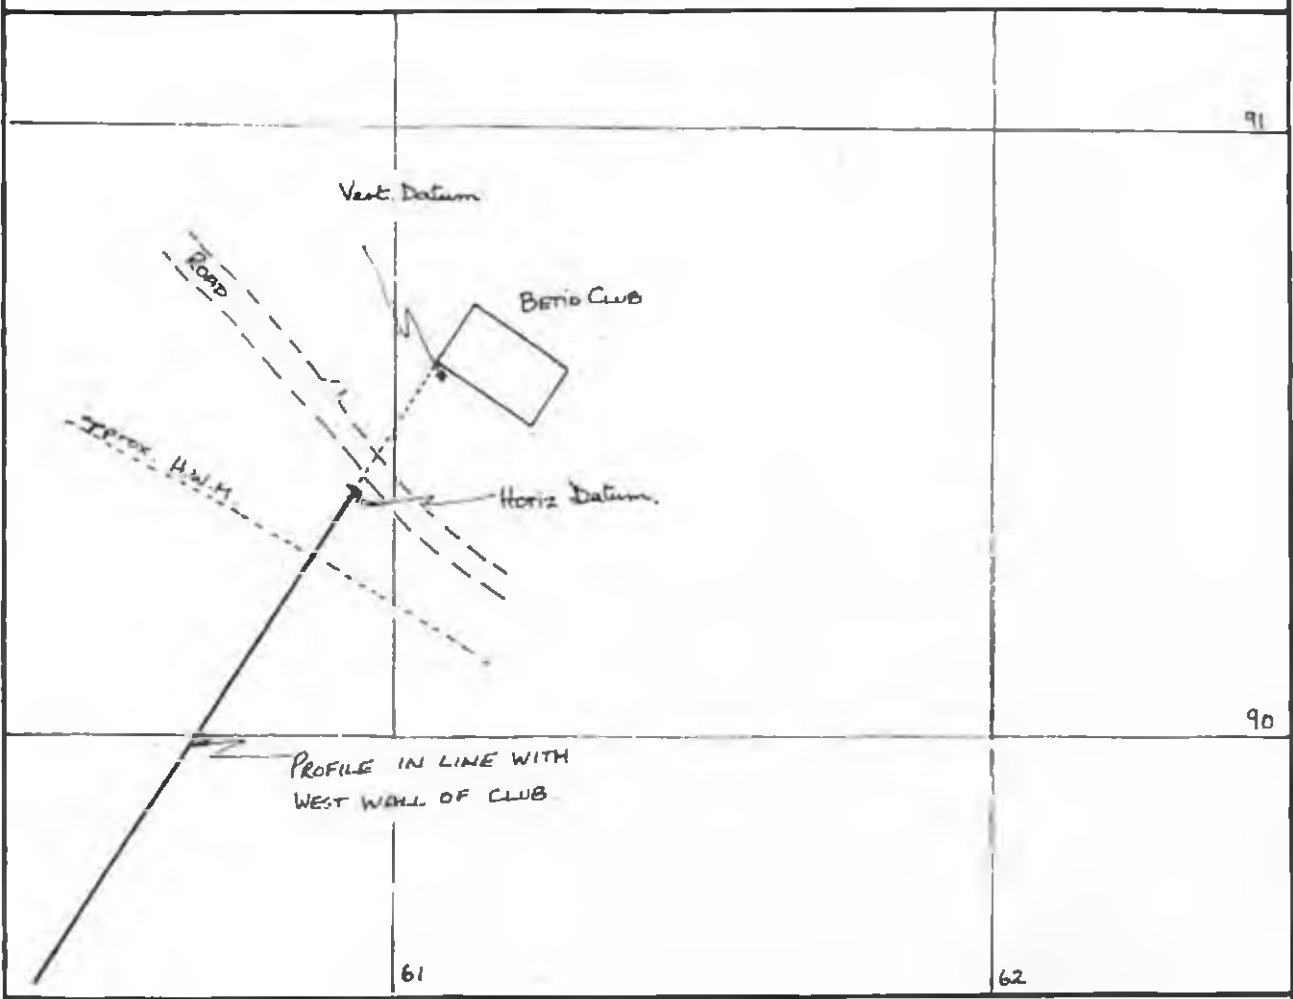 91
Vert. Datum
ROAD
BETIO CLUB
Approx. H.W.M
Horiz Datum.
90
PROFILE IN LINE WITH
WEST WALL OF CLUB
61
62